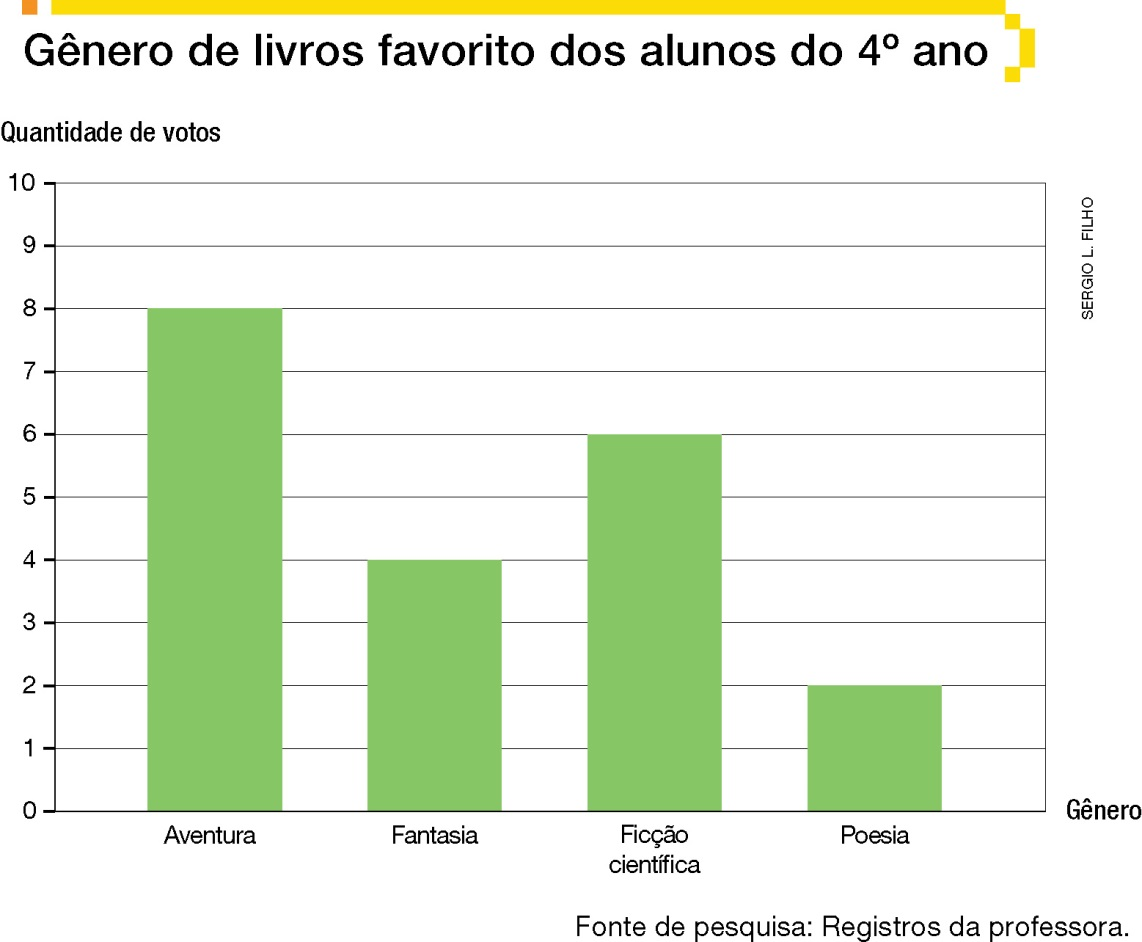 Gênero de livros favorito dos alunos do 4º ano
Quantidade de votos
10
9
8
7
6
5
4
3
2
1
0
Aventura
Fantasia
Ficção
científica
Poesia
Gênero
SERGIO L. FILHO
Fonte de pesquisa: Registros da professora.